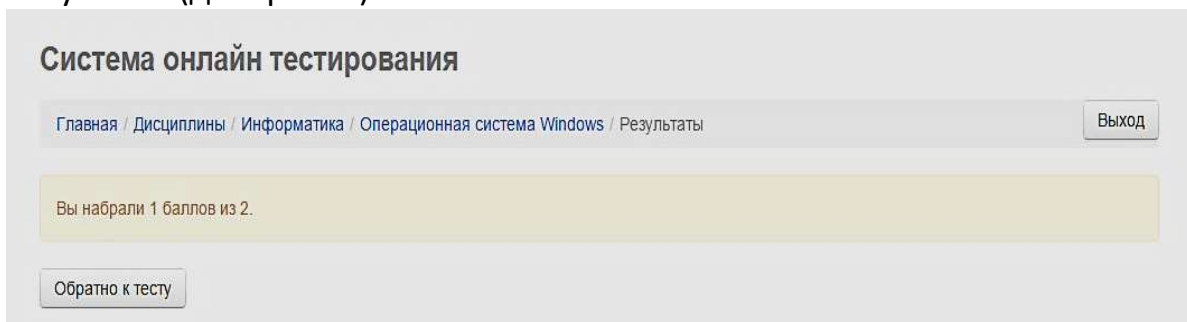 Система онлайн тестирования
Главная / Дисциплины / Информатика / Операционная система Windows / Результаты
Выход
Вы набрали 1 баллов из 2.
Обратно к тесту